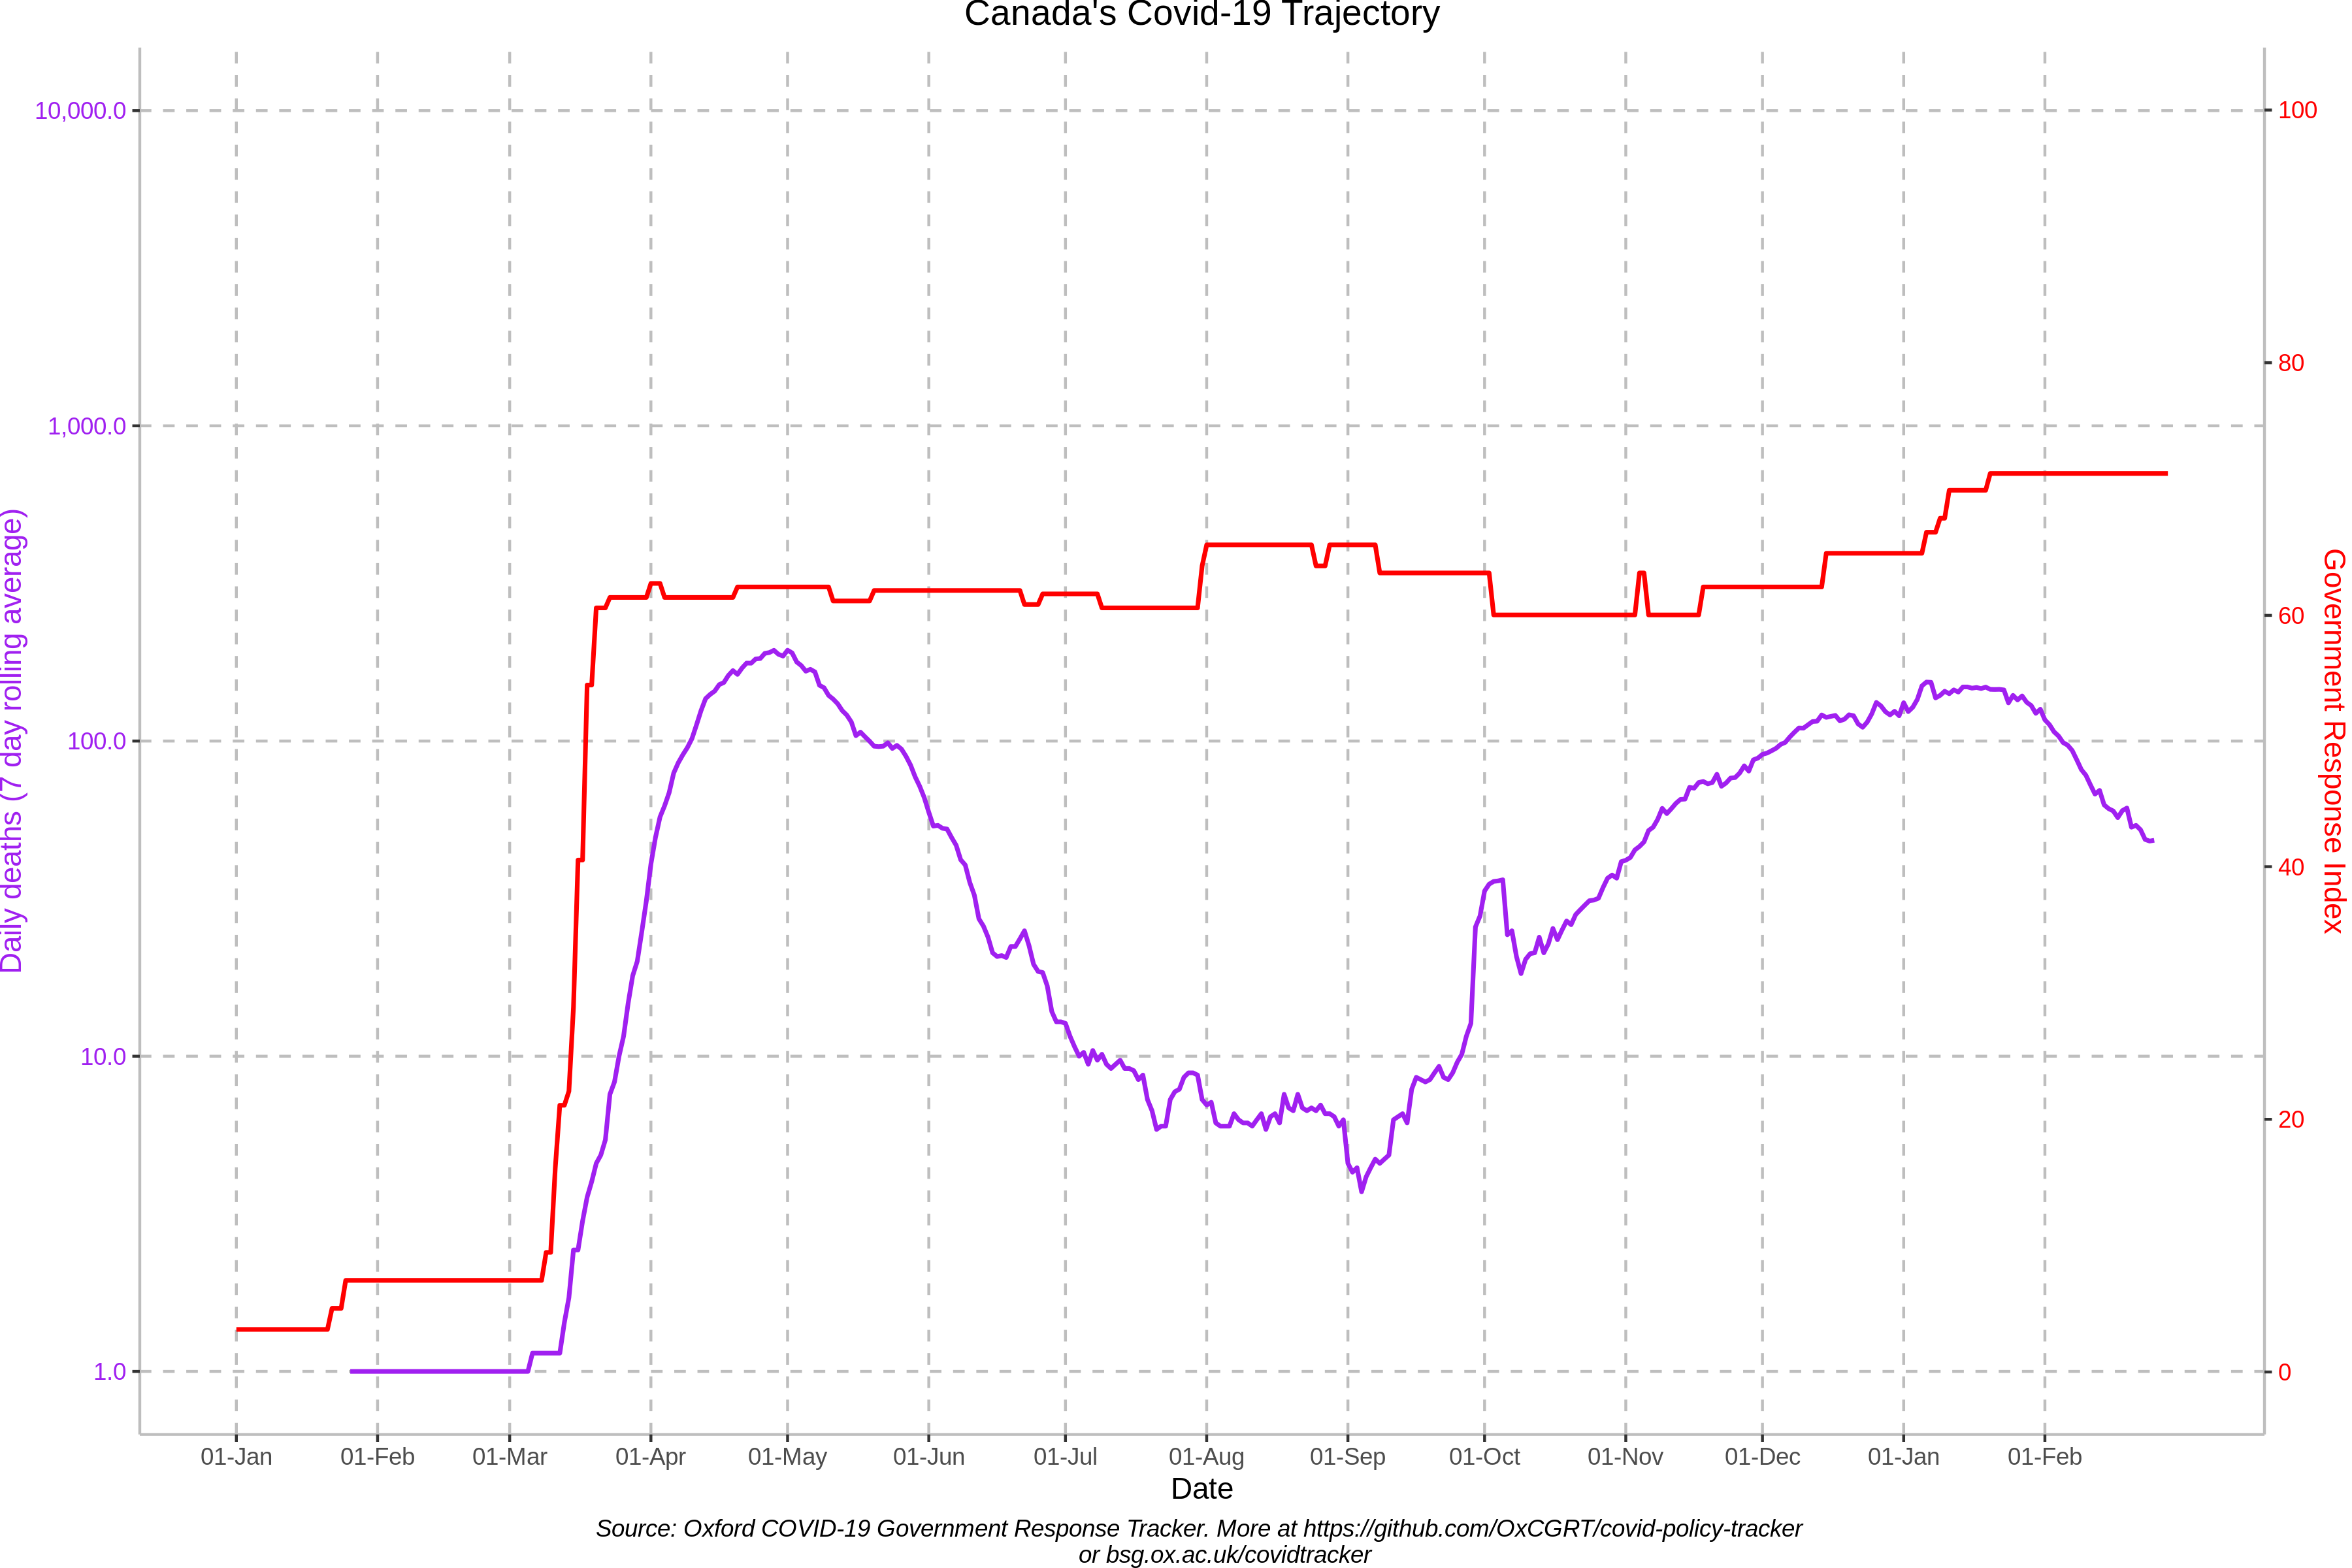 Canada's Covid-19 Trajectory
10,000.0
1,000.0
100.0
10.0
1.0
Daily deaths (7 day rolling average)
100
80
60
40
20
0
Government Response Index
01-Jan 01-Feb 01-Mar 01-Apr 01-May 01-Jun 01-Jul 01-Aug 01-Sep 01-Oct 01-Nov 01-Dec 01-Jan 01-Feb
Date
Source: Oxford COVID-19 Government Response Tracker. More at https://github.com/OxCGRT/covid-policy-tracker
or bsg.ox.ac.uk/covidtracker